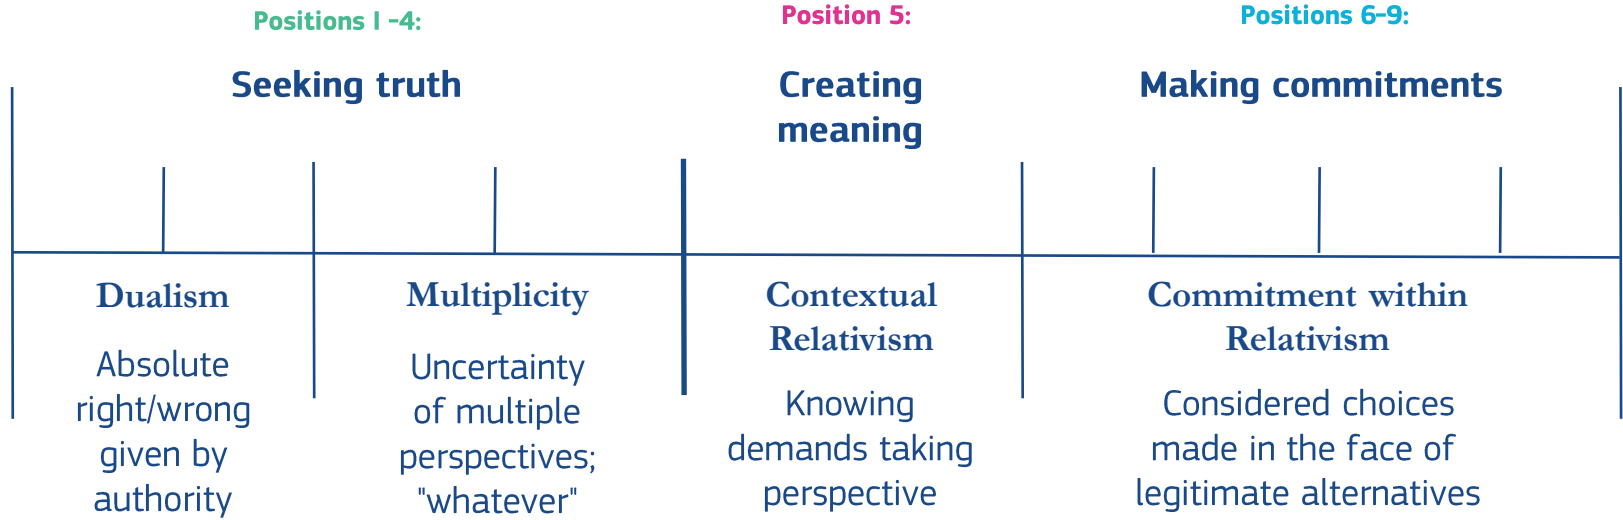 Positions 1 -4:
Position 5:
Positions 6-9:
Seeking truth
Creating
meaning
Making commitments
Dualism
Absolute
right/wrong
given by
authority
Multiplicity
Uncertainty
of multiple
perspectives;
"whatever"
Contextual
Relativism
Knowing
demands taking
perspective
Commitment within
Relativism
Considered choices
made in the face of
legitimate alternatives